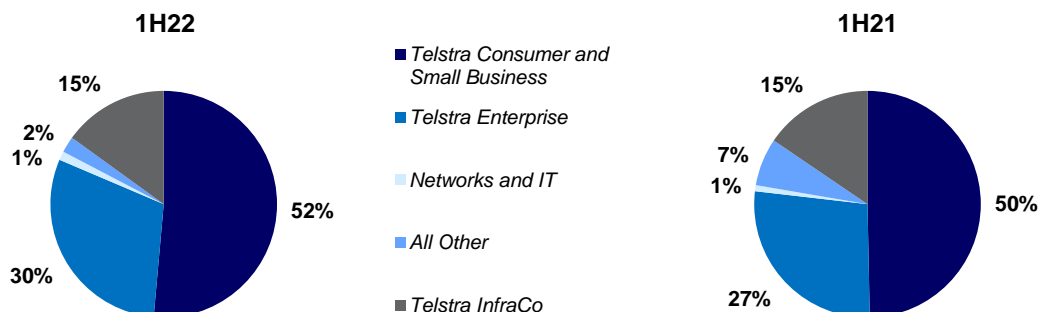 1H22
15%
2%
1%
30%
52%
Telstra Consumer and
Small Business
Telstra Enterprise
Networks and IT
All Other
Telstra InfraCo
1H21
15%
7%
1%
27%
50%